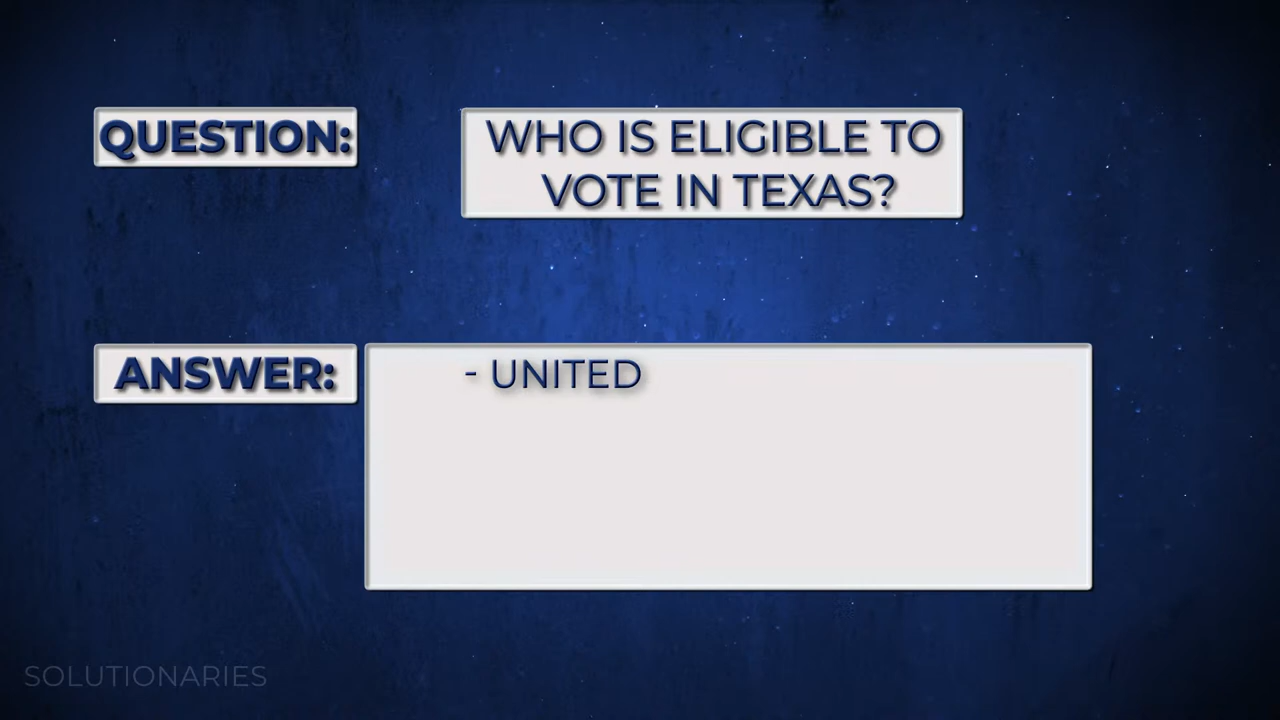 QUESTION:
WHO IS ELIGIBLE TO
VOTE IN TEXAS?
ANSWER:
- UNITED
SOLUTIONARIES